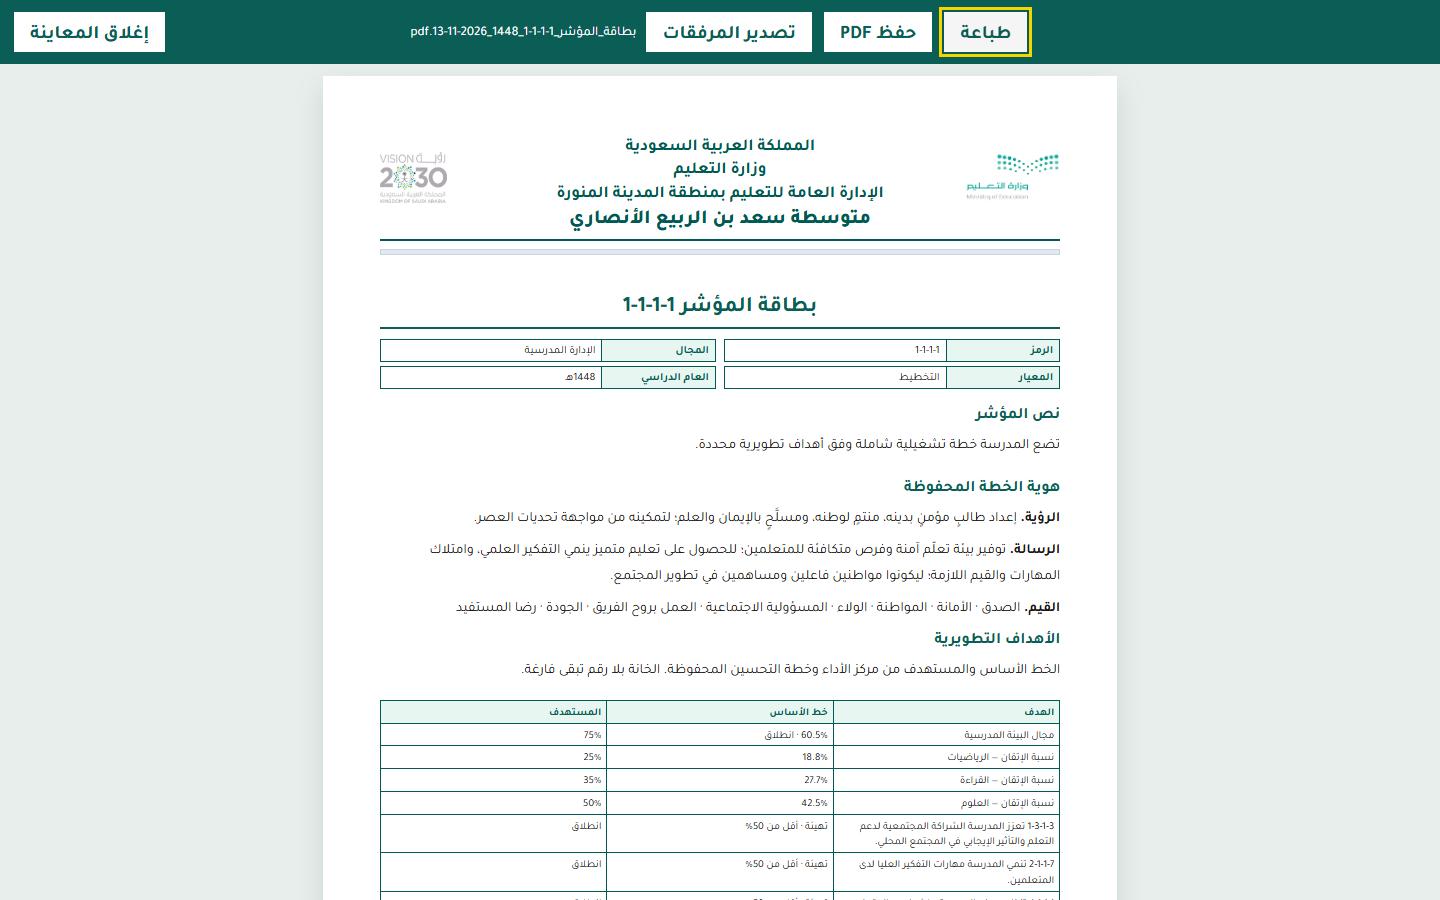 طباعة
حفظ PDF
تصدير المرفقات
بطاقة_المؤشر_1-1-1-1_1448_2026-11-13.pdf
إغلاق المعاينة
وزارة التعليم
Ministry of Education
المملكة العربية السعودية
وزارة التعليم
الإدارة العامة للتعليم بمنطقة المدينة المنورة
متوسطة سعد بن الربيع الأنصاري
رؤية VISION
2030
المملكة العربية السعودية
KINGDOM OF SAUDI ARABIA
بطاقة المؤشر 1-1-1-1
الرمز 1-1-1-1 المجال الإدارة المدرسية
المعيار التخطيط العام الدراسي 1448هـ
نص المؤشر
تضع المدرسة خطة تشغيلية شاملة وفق أهداف تطويرية محددة.
هوية الخطة المحفوظة
الرؤية. إعداد طالبٍ مؤمنٍ بدينه، منتمٍ لوطنه، ومسلَّحٍ بالإيمان والعلم؛ لتمكينه من مواجهة تحديات العصر.
الرسالة. توفير بيئة تعلّم آمنة وفرص متكافئة للمتعلمين؛ للحصول على تعليم متميز ينمي التفكير العلمي، وامتلاك
المهارات والقيم اللازمة؛ ليكونوا مواطنين فاعلين ومساهمين في تطوير المجتمع.
القيم. الصدق · الأمانة · المواطنة · الولاء · المسؤولية الاجتماعية · العمل بروح الفريق · الجودة · رضا المستفيد
الأهداف التطويرية
الخط الأساس والمستهدف من مركز الأداء وخطة التحسين المحفوظة. الخانة بلا رقم تبقى فارغة.
الهدف خط الأساس المستهدف
مجال البيئة المدرسية 60.5% · انطلاق 75%
نسبة الإتقان – الرياضيات 18.8% 25%
نسبة الإتقان – القراءة 27.7% 35%
نسبة الإتقان – العلوم 42.5% 50%
1-3-1-3 تعزز المدرسة الشراكة المجتمعية لدعم تهيئة · أقل من 50% انطلاق
التعلم والتأثير الإيجابي في المجتمع المحلي.
2-1-1-7 تنمي المدرسة مهارات التفكير العليا لدى تهيئة · أقل من 50% انطلاق
المتعلمين.